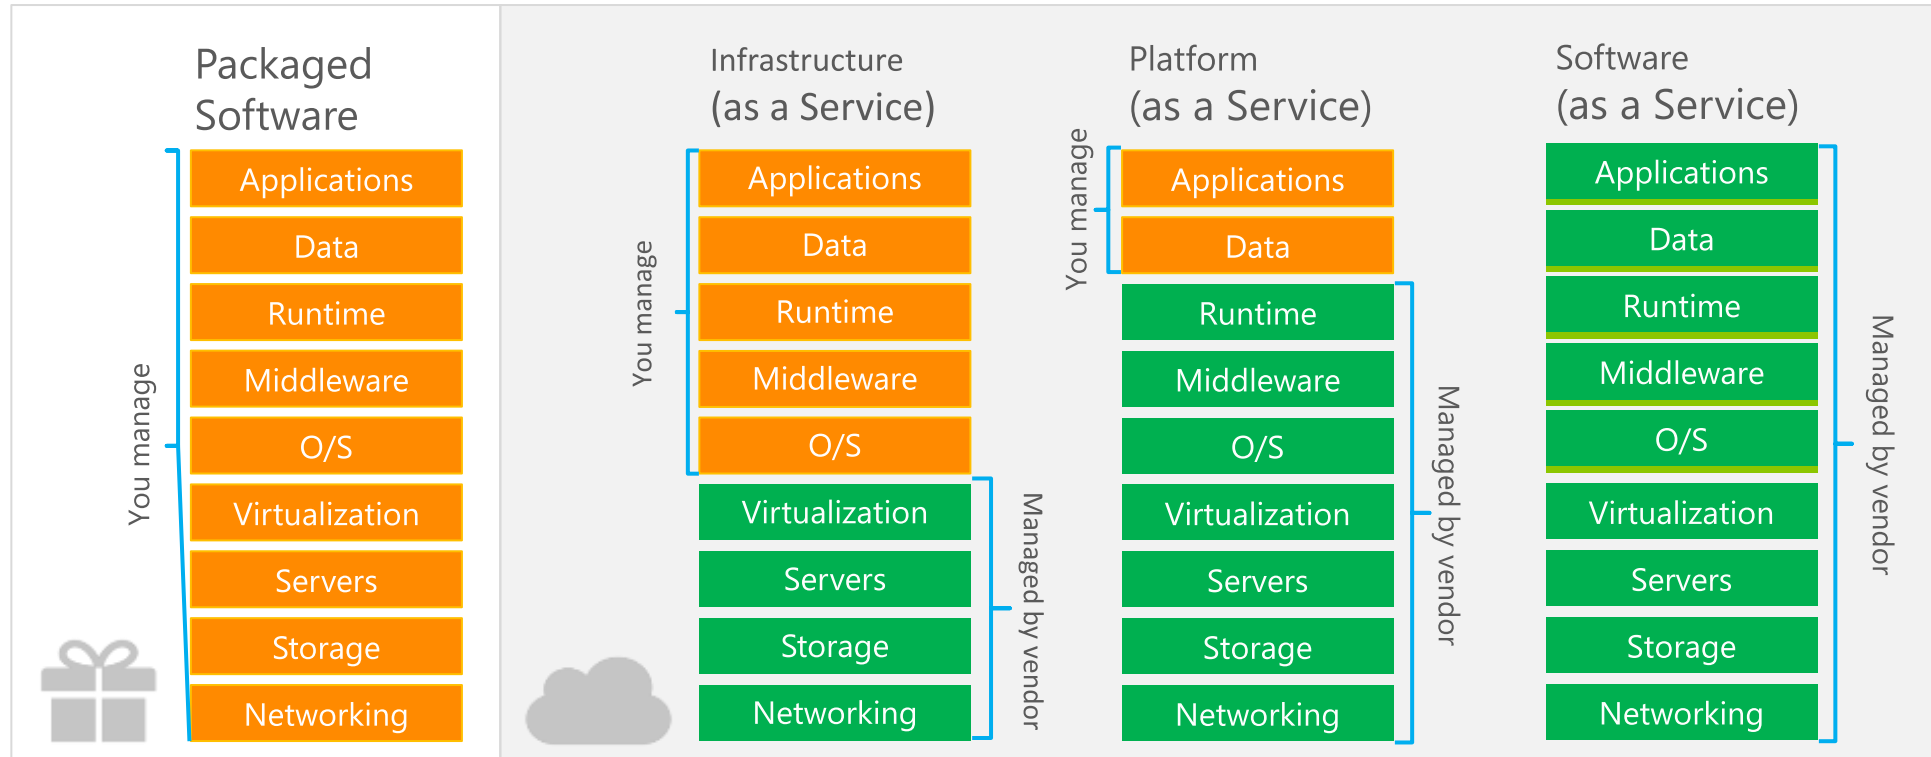 Packaged
Software
You manage
Applications
Data
Runtime
Middleware
O/S
Virtualization
Servers
Storage
Networking
Infrastructure
(as a Service)
You manage
Applications
Data
Runtime
Middleware
O/S
Virtualization
Servers
Storage
Networking
Managed by vendor
Platform
(as a Service)
You manage
Applications
Data
Runtime
Middleware
O/S
Virtualization
Servers
Storage
Networking
Managed by vendor
Software
(as a Service)
Applications
Data
Runtime
Middleware
O/S
Virtualization
Servers
Storage
Networking
Managed by vendor